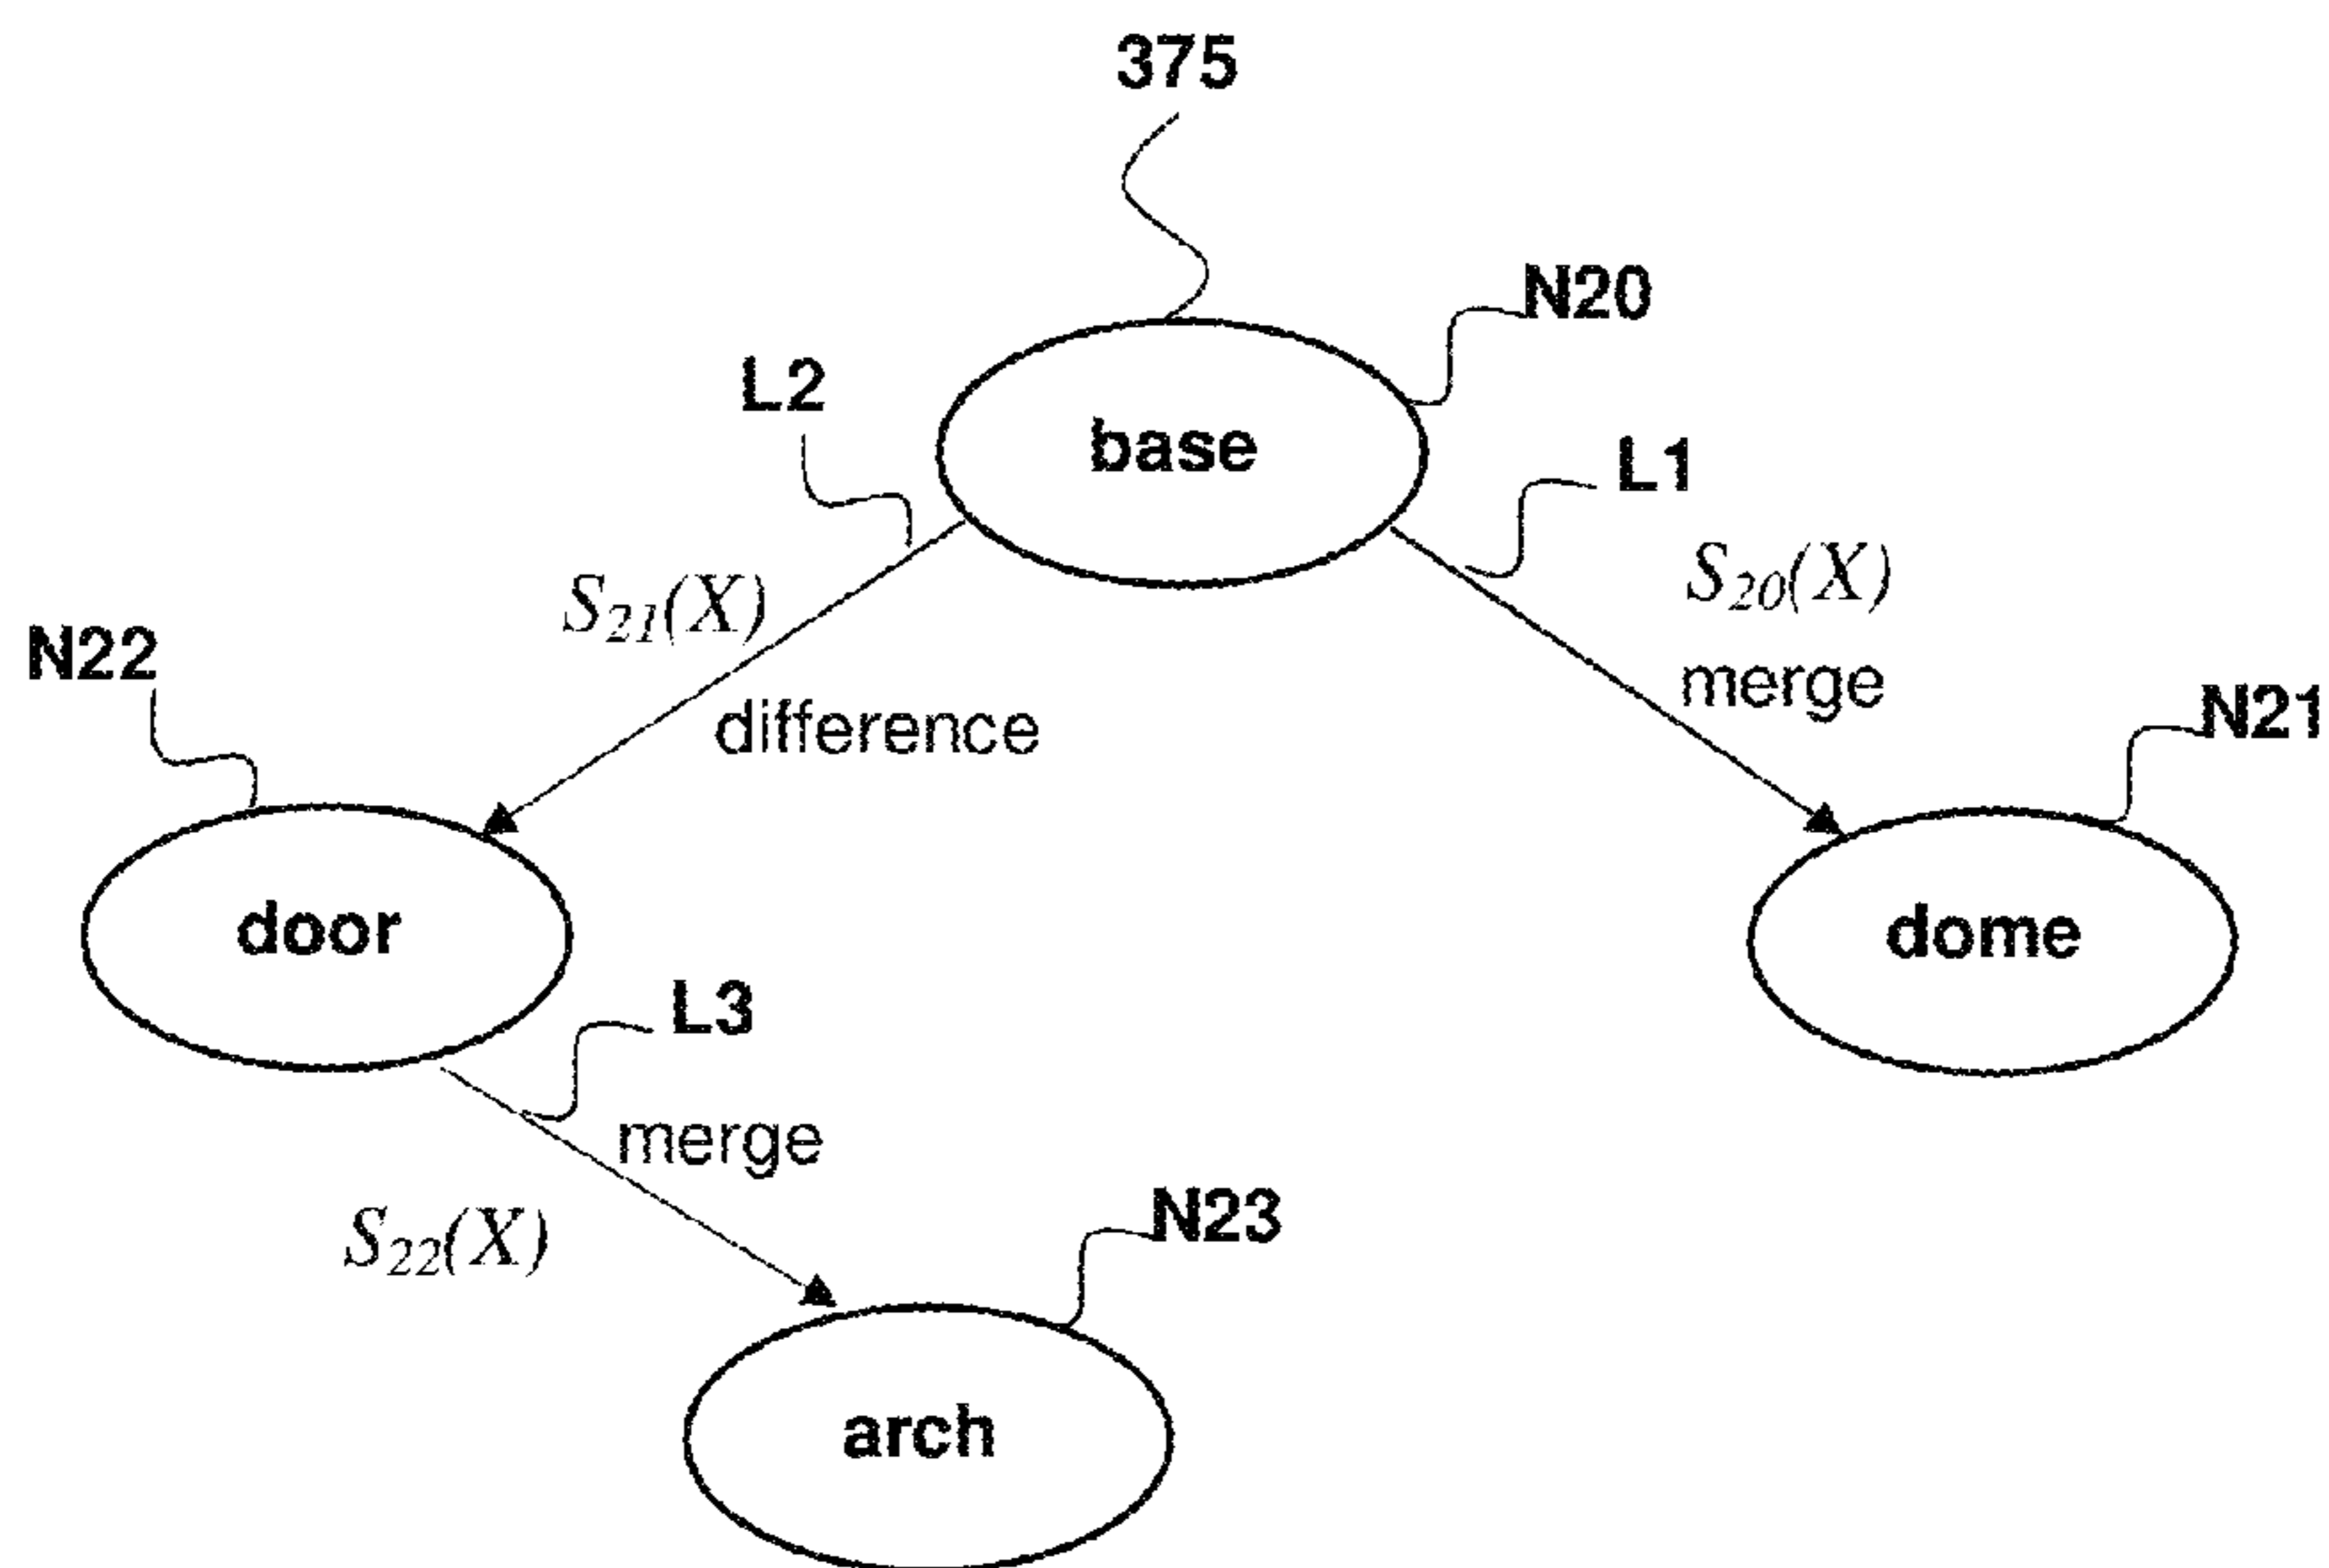 375
N20
L2
base
L1
S₂₁(X)
S₂₀(X)
N22
merge
difference
N21
door
dome
L3
merge
S₂₂(X)
N23
arch